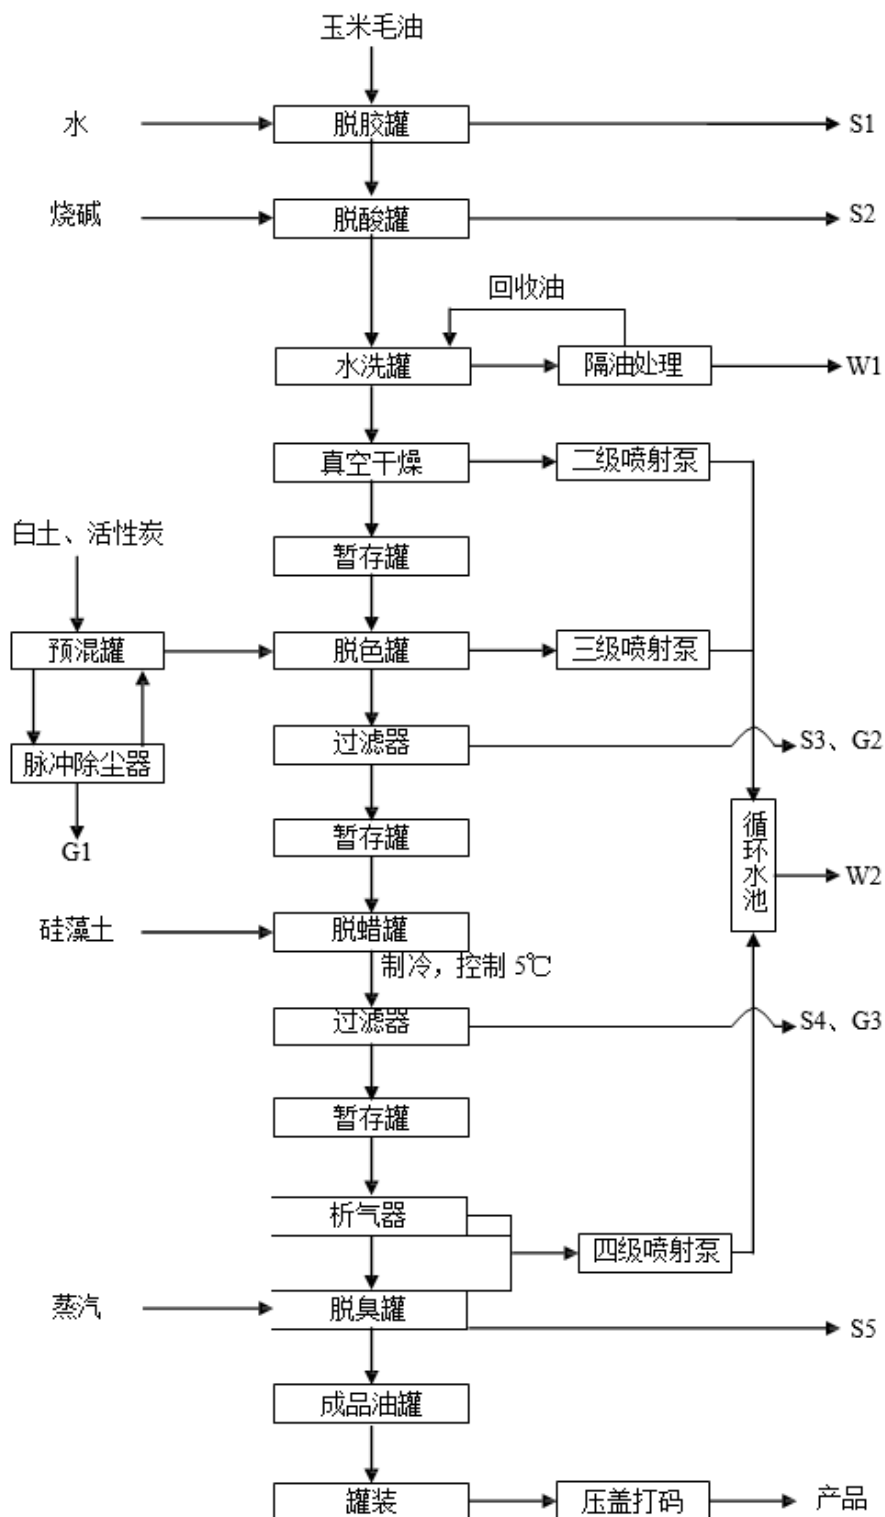 玉米毛油
水
脱胶罐
S1
烧碱
脱酸罐
S2
回收油
水洗罐
隔油处理
W1
真空干燥
二级喷射泵
白土、活性炭
暂存罐
预混罐
脱色罐
三级喷射泵
脉冲除尘器
过滤器
S3、G2
G1
暂存罐
循环水池
W2
硅藻土
脱蜡罐
制冷，控制 5℃
过滤器
S4、G3
暂存罐
析气器
四级喷射泵
蒸汽
脱臭罐
S5
成品油罐
罐装
压盖打码
产品